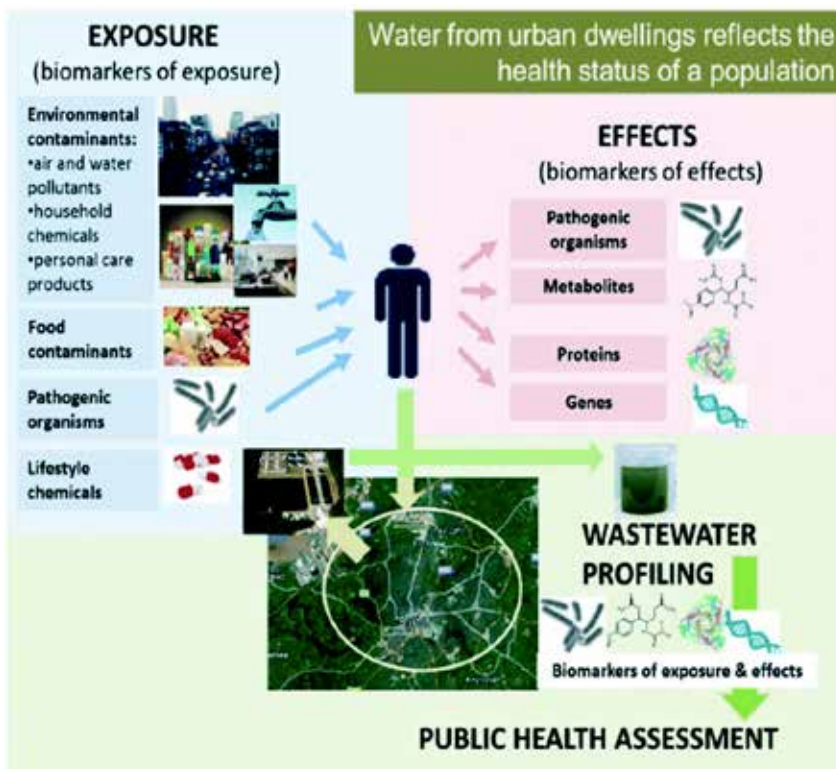 EXPOSURE
(biomarkers of exposure)
Water from urban dwellings reflects the
health status of a population
Environmental
contaminants:
•air and water
pollutants
•household
chemicals
•personal care
products
Food
contaminants
Pathogenic
organisms
Lifestyle
chemicals
EFFECTS
(biomarkers of effects)
Pathogenic
organisms
Metabolites
Proteins
Genes
WASTEWATER
PROFILING
Biomarkers of exposure & effects
PUBLIC HEALTH ASSESSMENT